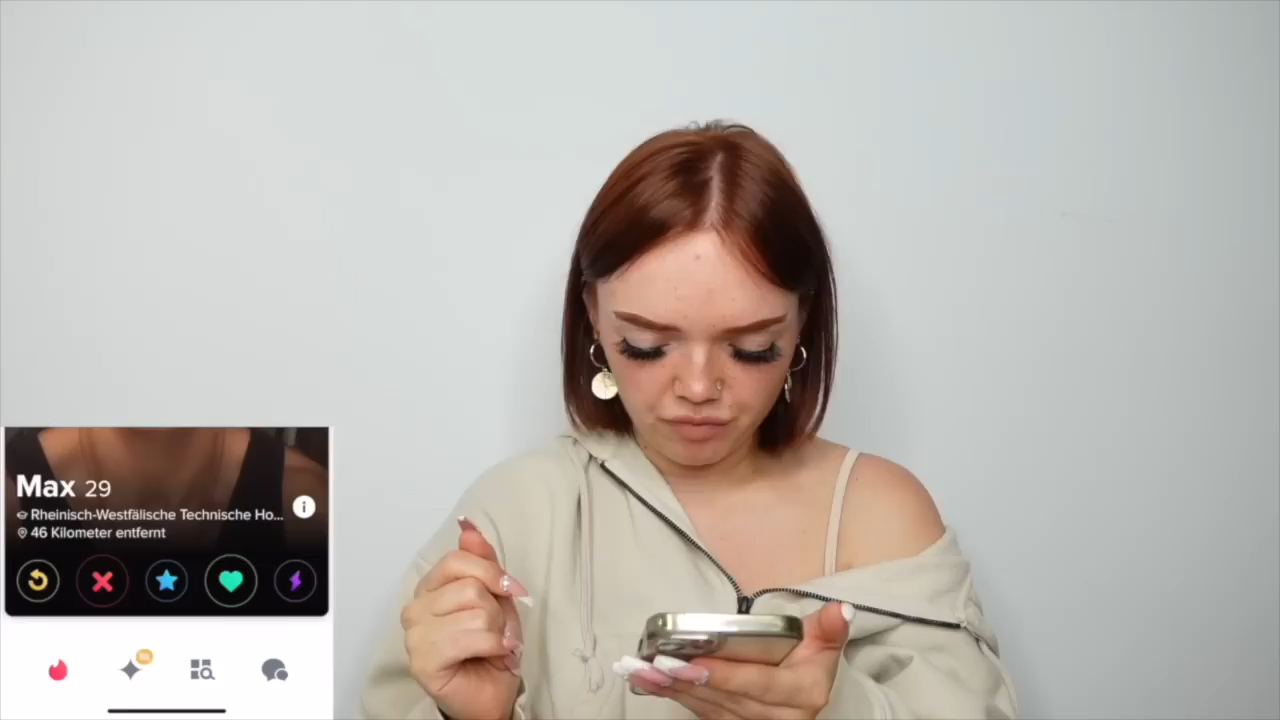 Max 29
Rheinisch-Westfälische Technische Ho...
46 Kilometer entfernt